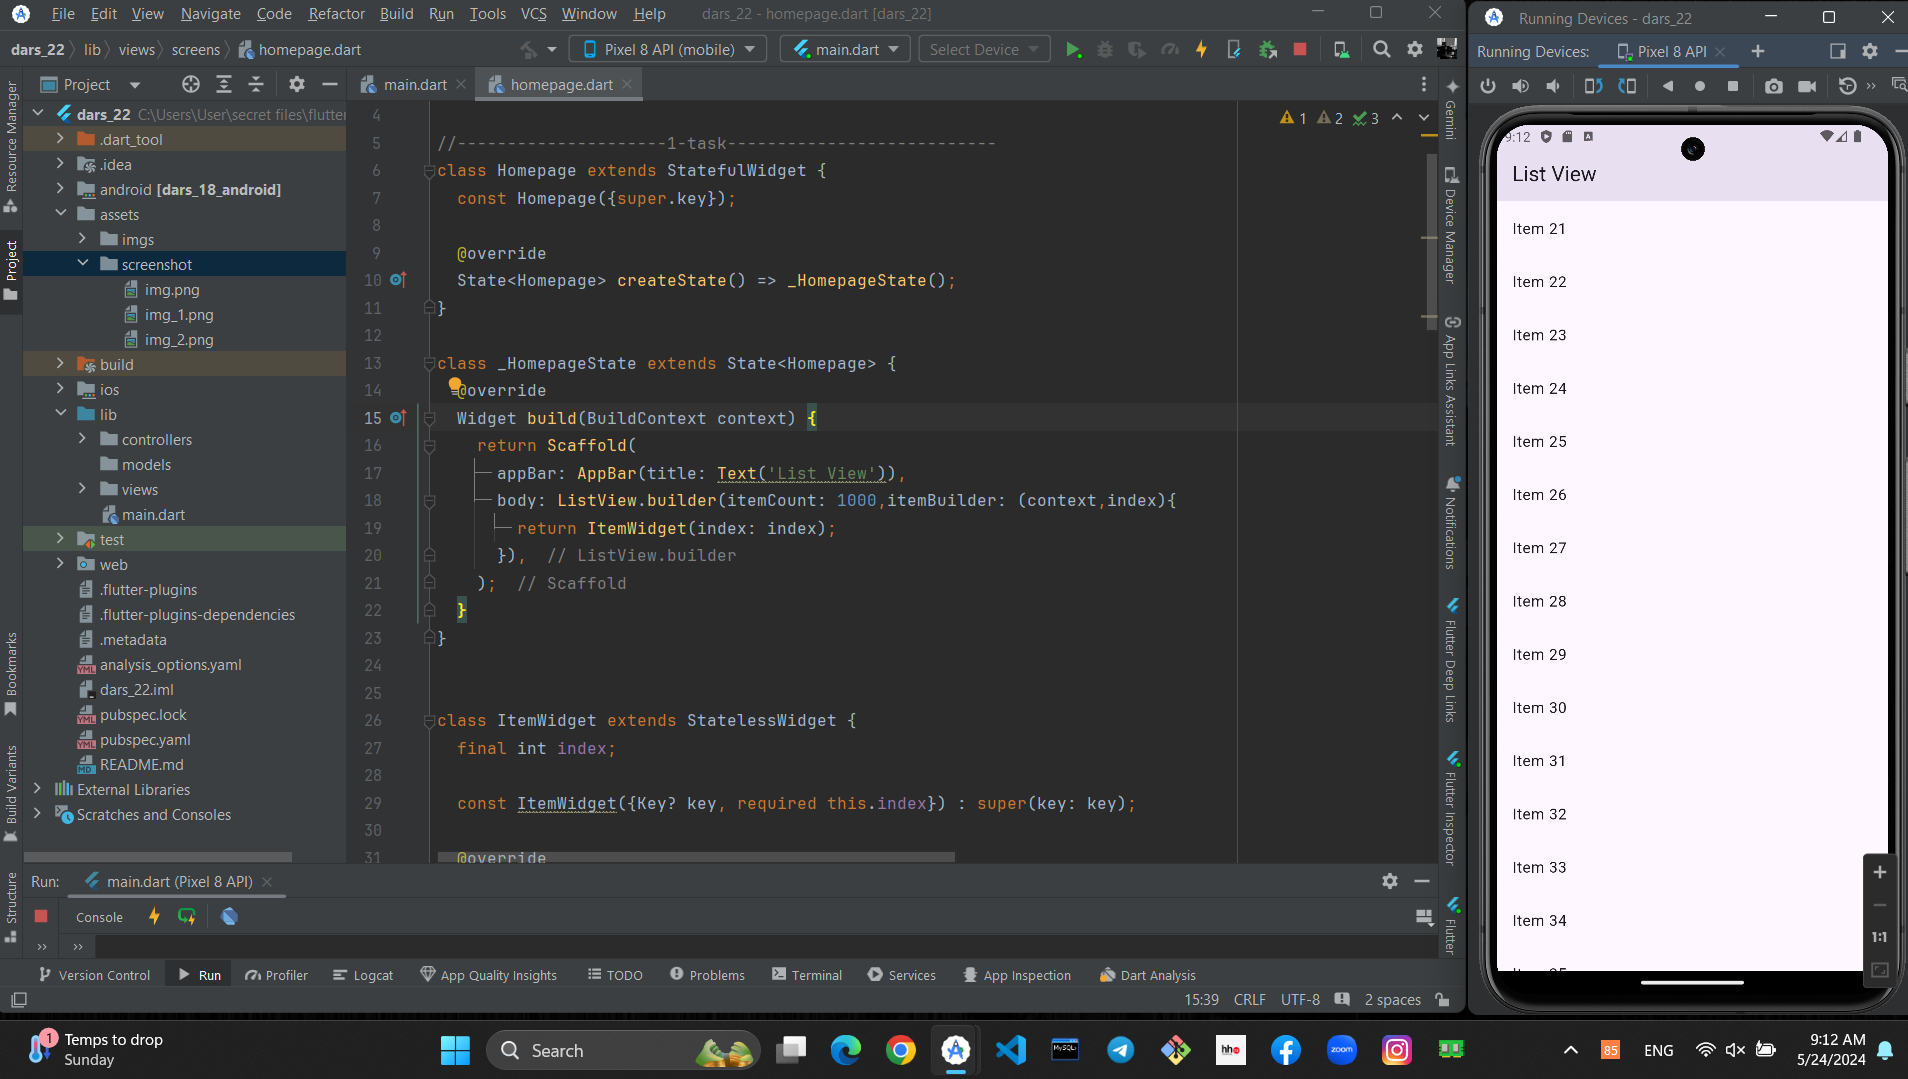 File Edit View Navigate Code Refactor Build Run Tools VCS Window Help dars_22 - homepage.dart [dars_22]
dars_22 lib views screens homepage.dart
Pixel 8 API (mobile) main.dart Select Device
Project
main.dart homepage.dart
dars_22 C:\Users\User\secret files\flutter
.dart_tool
.idea
android [dars_18_android]
assets
imgs
screenshot
img.png
img_1.png
img_2.png
build
ios
lib
controllers
models
views
main.dart
test
web
.flutter-plugins
.flutter-plugins-dependencies
.metadata
analysis_options.yaml
dars_22.iml
pubspec.lock
pubspec.yaml
README.md
External Libraries
Scratches and Consoles
Resource Manager
Project
Bookmarks
Build Variants
Structure
1 2 3
4
5 //---------------------1-task---------------------------
6 class Homepage extends StatefulWidget {
7 const Homepage({super.key});
8
9 @override
10 State<Homepage> createState() => _HomepageState();
11 }
12
13 class _HomepageState extends State<Homepage> {
14 @override
15 Widget build(BuildContext context) {
16 return Scaffold(
17 appBar: AppBar(title: Text('List View')),
18 body: ListView.builder(itemCount: 1000,itemBuilder: (context,index){
19 return ItemWidget(index: index);
20 }), // ListView.builder
21 ); // Scaffold
22 }
23 }
24
25
26 class ItemWidget extends StatelessWidget {
27 final int index;
28
29 const ItemWidget({Key? key, required this.index}) : super(key: key);
30
31 @override
Gemini
Device Manager
App Links Assistant
Notifications
Flutter Deep Links
Flutter Inspector
Flutter
Run: main.dart (Pixel 8 API)
Console
Version Control Run Profiler Logcat App Quality Insights TODO Problems Terminal Services App Inspection Dart Analysis
15:39 CRLF UTF-8 2 spaces
Running Devices - dars_22
Running Devices: Pixel 8 API
9:12
List View
Item 21
Item 22
Item 23
Item 24
Item 25
Item 26
Item 27
Item 28
Item 29
Item 30
Item 31
Item 32
Item 33
Item 34
Item 35
1:1
1 Temps to drop
Sunday
Search
MySQL
hh
zoom
85
ENG
9:12 AM
5/24/2024